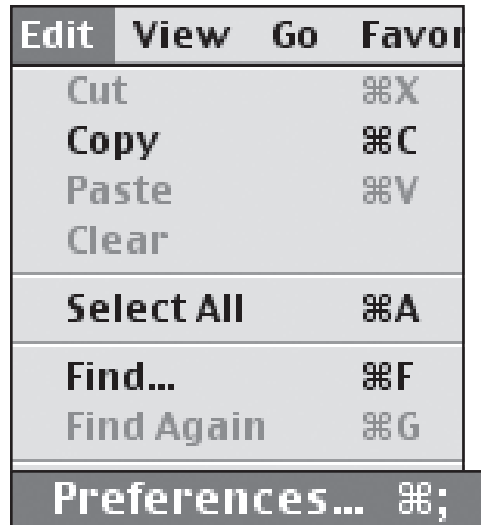 Edit View Go Favor
Cut ⌘X
Copy ⌘C
Paste ⌘V
Clear
Select All ⌘A
Find... ⌘F
Find Again ⌘G
Preferences... ⌘;